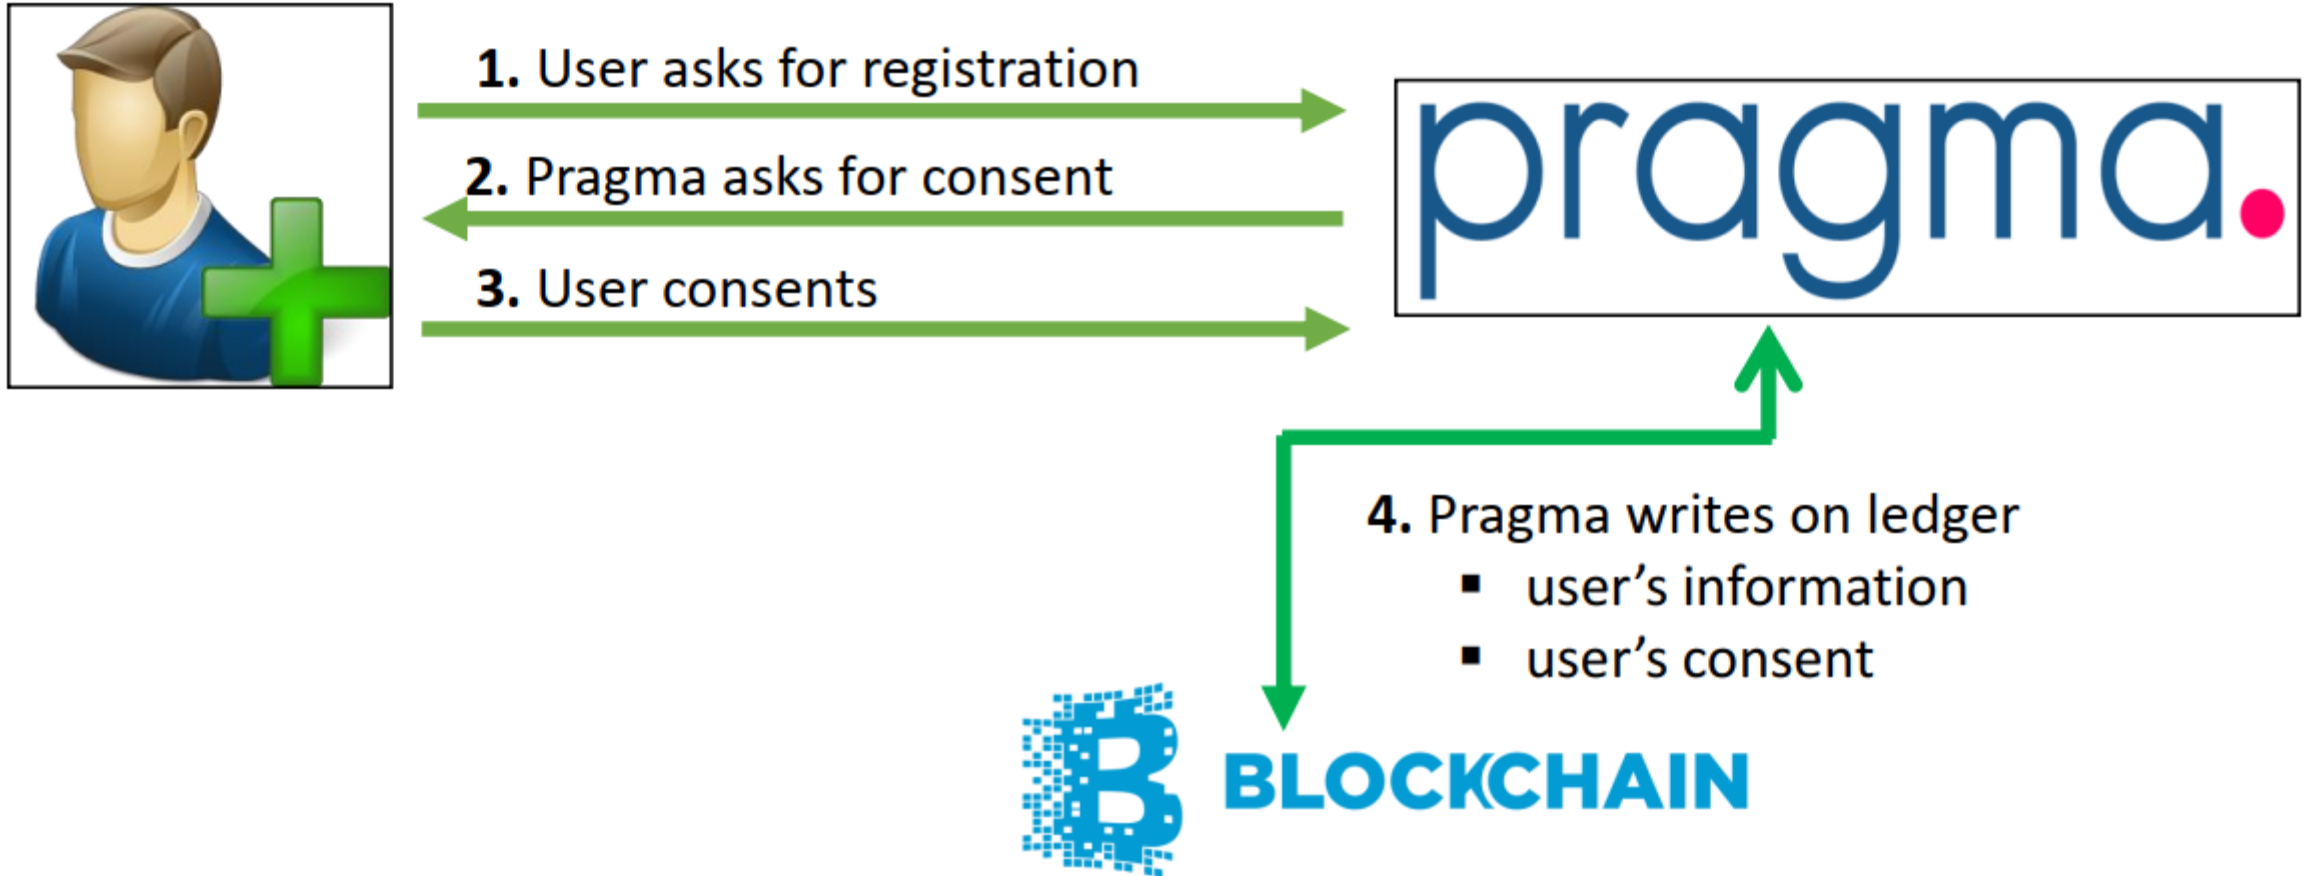 1. User asks for registration
pragma.
2. Pragma asks for consent
3. User consents
4. Pragma writes on ledger
▪ user’s information
▪ user’s consent
B BLOCKCHAIN